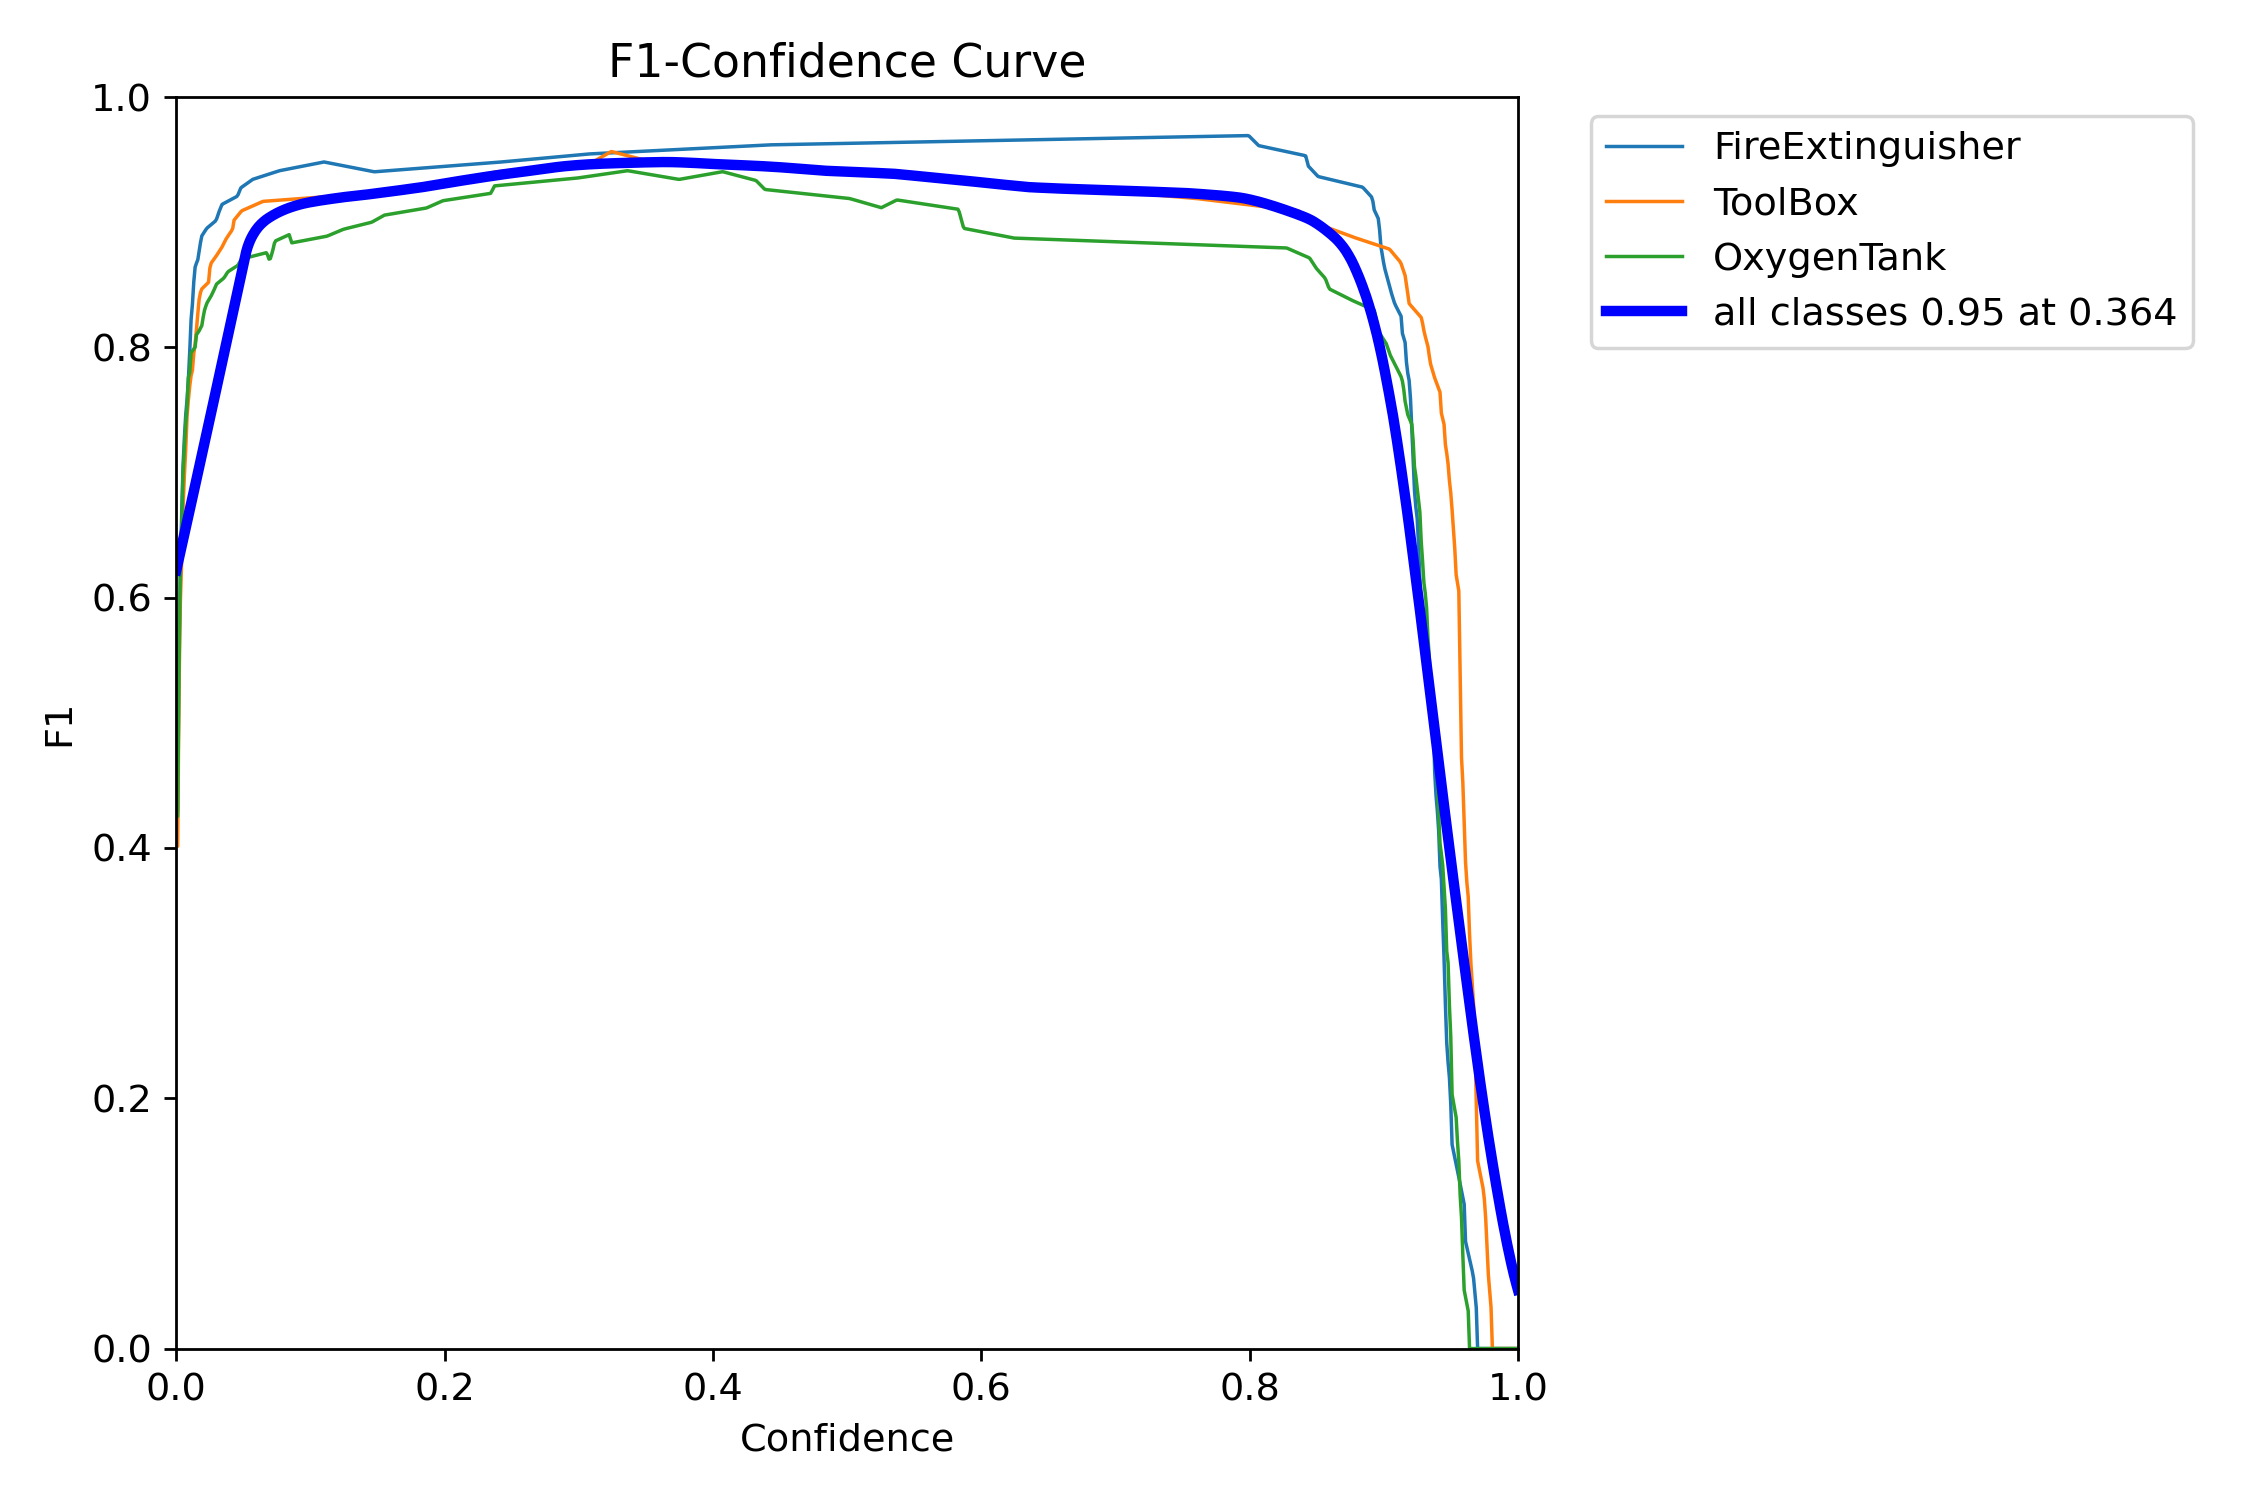 F1-Confidence Curve
1.0
0.8
0.6
0.4
0.2
0.0
F1
0.0 0.2 0.4 0.6 0.8 1.0
Confidence
FireExtinguisher
ToolBox
OxygenTank
all classes 0.95 at 0.364